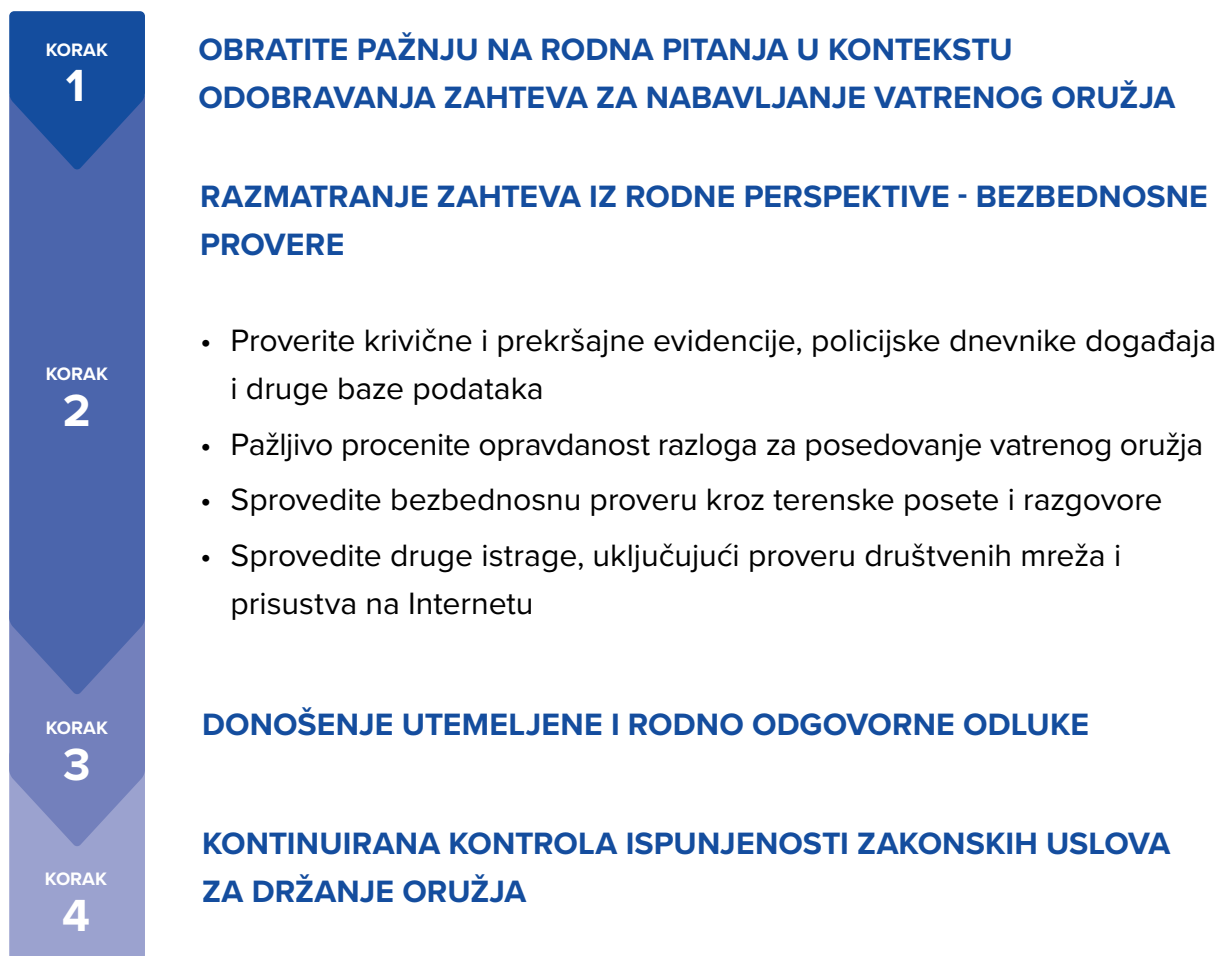 KORAK
1
OBRATITE PAŽNJU NA RODNA PITANJA U KONTEKSTU
ODOBRAVANJA ZAHTEVA ZA NABAVLJANJE VATRENOG ORUŽJA
RAZMATRANJE ZAHTEVA IZ RODNE PERSPEKTIVE - BEZBEDNOSNE
PROVERE
KORAK
2
• Proverite krivične i prekršajne evidencije, policijske dnevnike događaja
i druge baze podataka
• Pažljivo procenite opravdanost razloga za posedovanje vatrenog oružja
• Sprovedite bezbednosnu proveru kroz terenske posete i razgovore
• Sprovedite druge istrage, uključujući proveru društvenih mreža i
prisustva na Internetu
KORAK
3
DONOŠENJE UTEMELJENE I RODNO ODGOVORNE ODLUKE
KORAK
4
KONTINUIRANA KONTROLA ISPUNJENOSTI ZAKONSKIH USLOVA
ZA DRŽANJE ORUŽJA